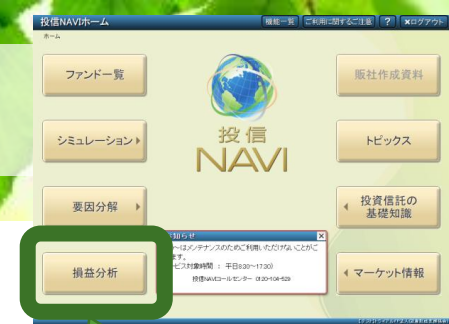 投信NAVIホーム
機能一覧 ご利用に関するご注意 ? ×ログアウト
ホーム
ファンド一覧
販社作成資料
シミュレーション
投信
NAVI
トピックス
要因分解
投資信託の
基礎知識
知らせ ×
〜はメンテナンスのためご利用いただけないことがご
ます。
ービス対象時間 : 平日8:30〜17:30)
投信NAVIコールセンター 0120-104-529
損益分析
マーケット情報